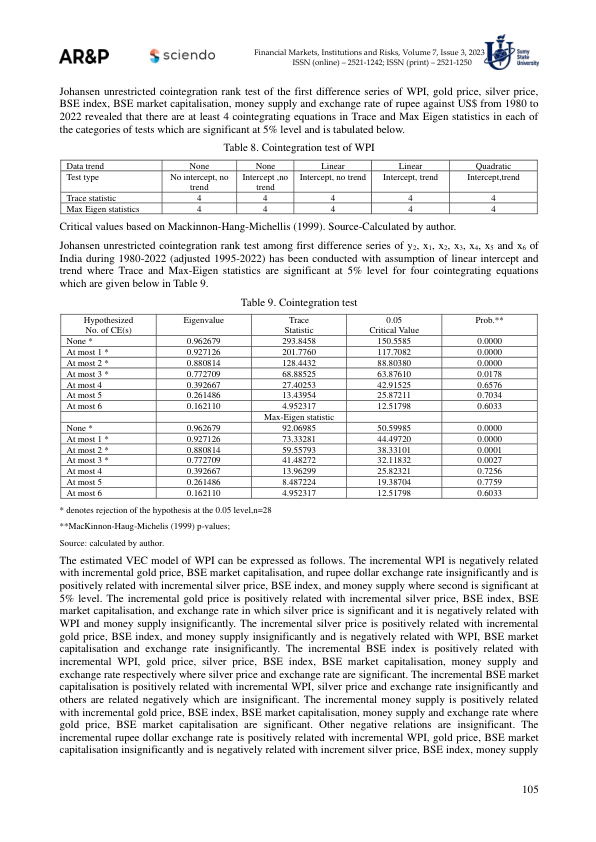 AR&P
sciendo
Financial Markets, Institutions and Risks, Volume 7, Issue 3, 2023
ISSN (online) – 2521-1242; ISSN (print) – 2521-1250
Sumy
State
University
Johansen unrestricted cointegration rank test of the first difference series of WPI, gold price, silver price,
BSE index, BSE market capitalisation, money supply and exchange rate of rupee against US$ from 1980 to
2022 revealed that there are at least 4 cointegrating equations in Trace and Max Eigen statistics in each of
the categories of tests which are significant at 5% level and is tabulated below.
Table 8. Cointegration test of WPI
Data trend None None Linear Linear Quadratic
Test type No intercept, no trend Intercept ,no trend Intercept, no trend Intercept, trend Intercept,trend
Trace statistic 4 4 4 4 4
Max Eigen statistics 4 4 4 4 4
Critical values based on Mackinnon-Hang-Michellis (1999). Source-Calculated by author.
Johansen unrestricted cointegration rank test among first difference series of y₂, x₁, x₂, x₃, x₄, x₅ and x₆ of
India during 1980-2022 (adjusted 1995-2022) has been conducted with assumption of linear intercept and
trend where Trace and Max-Eigen statistics are significant at 5% level for four cointegrating equations
which are given below in Table 9.
Table 9. Cointegration test
Hypothesized Eigenvalue Trace 0.05 Prob.**
No. of CE(s) Statistic Critical Value
None * 0.962679 293.8458 150.5585 0.0000
At most 1 * 0.927126 201.7760 117.7082 0.0000
At most 2 * 0.880814 128.4432 88.80380 0.0000
At most 3 * 0.772709 68.88525 63.87610 0.0178
At most 4 0.392667 27.40253 42.91525 0.6576
At most 5 0.261486 13.43954 25.87211 0.7034
At most 6 0.162110 4.952317 12.51798 0.6033
Max-Eigen statistic
None * 0.962679 92.06985 50.59985 0.0000
At most 1 * 0.927126 73.33281 44.49720 0.0000
At most 2 * 0.880814 59.55793 38.33101 0.0001
At most 3 * 0.772709 41.48272 32.11832 0.0027
At most 4 0.392667 13.96299 25.82321 0.7256
At most 5 0.261486 8.487224 19.38704 0.7759
At most 6 0.162110 4.952317 12.51798 0.6033
* denotes rejection of the hypothesis at the 0.05 level,n=28
**MacKinnon-Haug-Michelis (1999) p-values;
Source: calculated by author.
The estimated VEC model of WPI can be expressed as follows. The incremental WPI is negatively related
with incremental gold price, BSE market capitalisation, and rupee dollar exchange rate insignificantly and is
positively related with incremental silver price, BSE index, and money supply where second is significant at
5% level. The incremental gold price is positively related with incremental silver price, BSE index, BSE
market capitalisation, and exchange rate in which silver price is significant and it is negatively related with
WPI and money supply insignificantly. The incremental silver price is positively related with incremental
gold price, BSE index, and money supply insignificantly and is negatively related with WPI, BSE market
capitalisation and exchange rate insignificantly. The incremental BSE index is positively related with
incremental WPI, gold price, silver price, BSE index, BSE market capitalisation, money supply and
exchange rate respectively where silver price and exchange rate are significant. The incremental BSE market
capitalisation is positively related with incremental WPI, silver price and exchange rate insignificantly and
others are related negatively which are insignificant. The incremental money supply is positively related
with incremental gold price, BSE index, BSE market capitalisation, money supply and exchange rate where
gold price, BSE market capitalisation are significant. Other negative relations are insignificant. The
incremental rupee dollar exchange rate is positively related with incremental WPI, gold price, BSE market
capitalisation insignificantly and is negatively related with increment silver price, BSE index, money supply
105